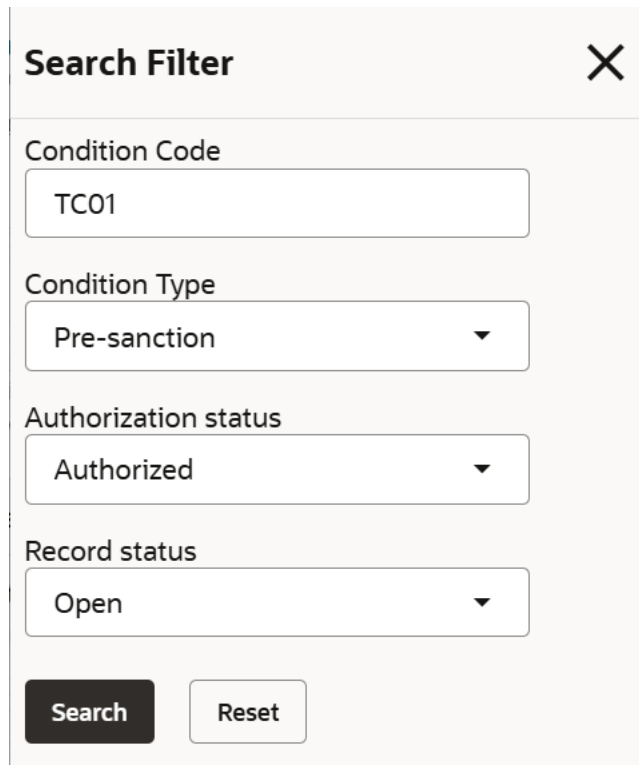 Search Filter
Condition Code
TC01
Condition Type
Pre-sanction
Authorization status
Authorized
Record status
Open
Search Reset